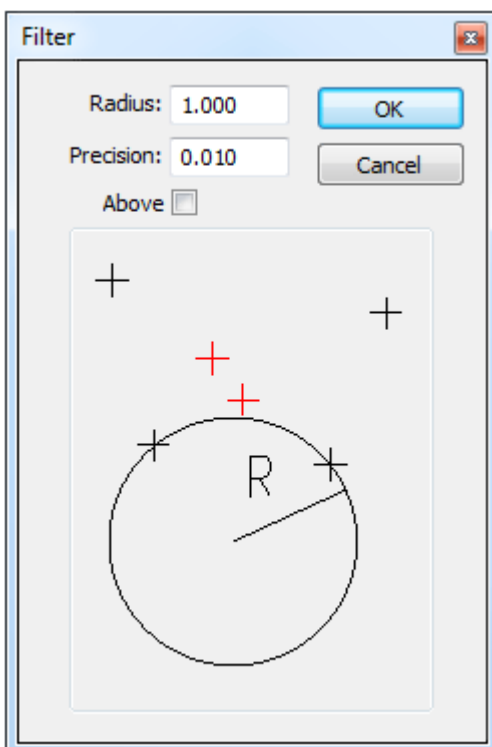 Filter
Radius: 1.000
OK
Precision: 0.010
Cancel
Above
R